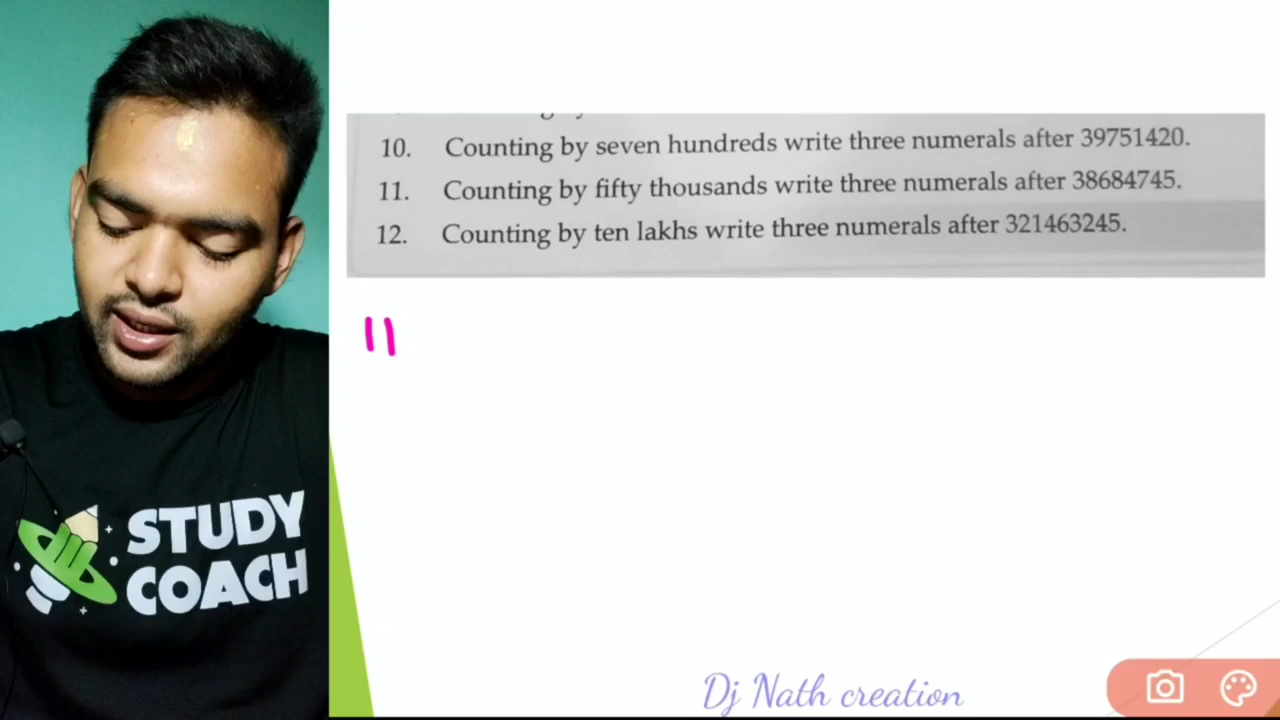 10. Counting by seven hundreds write three numerals after 39751420.
11. Counting by fifty thousands write three numerals after 38684745.
12. Counting by ten lakhs write three numerals after 321463245.
11
STUDY
COACH
Dj Nath creation